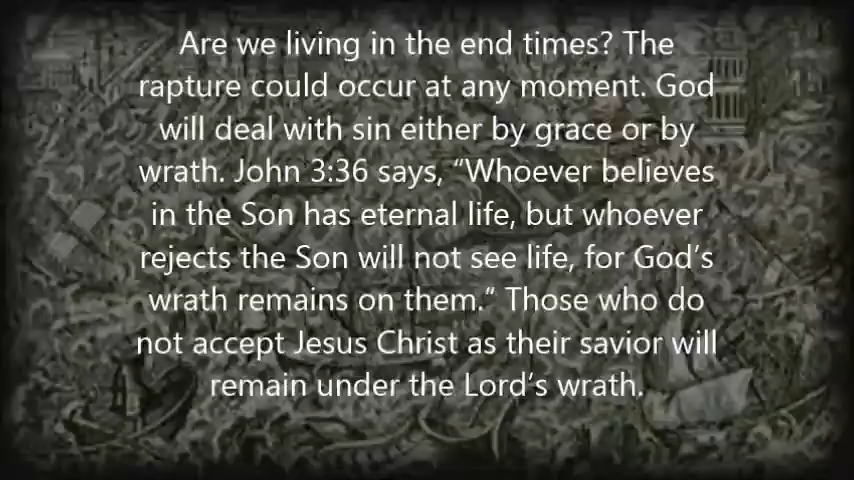 Are we living in the end times? The
rapture could occur at any moment. God
will deal with sin either by grace or by
wrath. John 3:36 says, “Whoever believes
in the Son has eternal life, but whoever
rejects the Son will not see life, for God’s
wrath remains on them.” Those who do
not accept Jesus Christ as their savior will
remain under the Lord’s wrath.